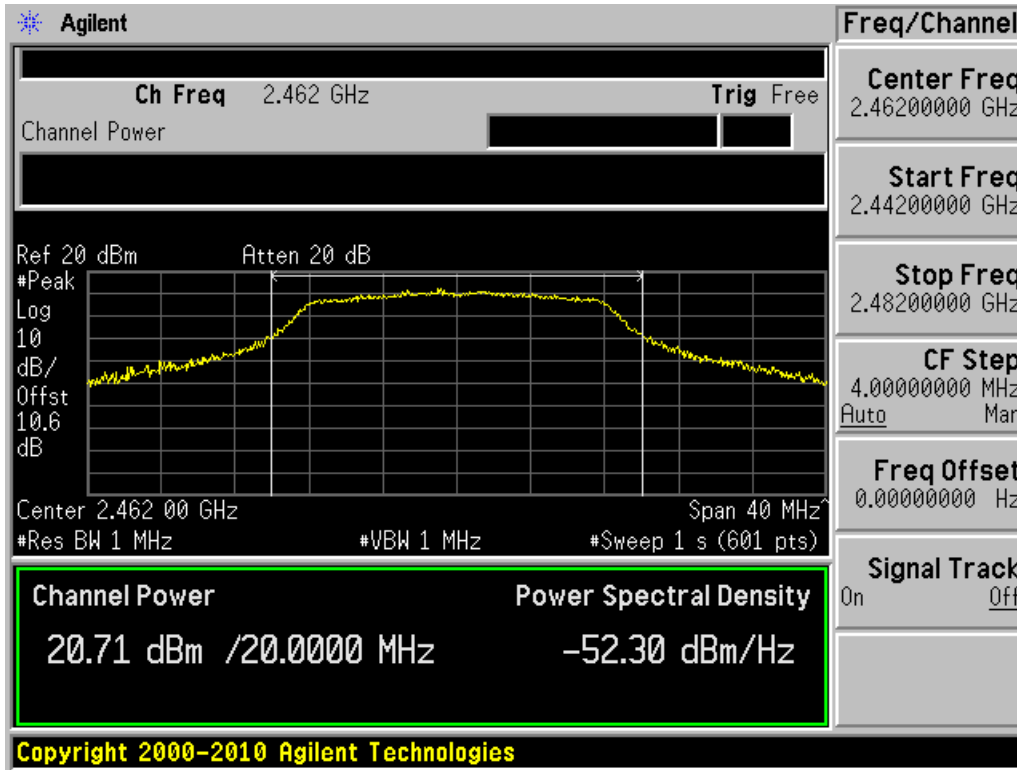 Agilent
Freq/Channel
Ch Freq 2.462 GHz Trig Free
Channel Power
Center Freq
2.46200000 GHz
Start Freq
2.44200000 GHz
Stop Freq
2.48200000 GHz
CF Step
4.00000000 MHz
Auto Man
Freq Offset
0.00000000 Hz
Signal Track
On Off
Ref 20 dBm Atten 20 dB
#Peak
Log
10
dB/
Offst
10.6
dB
Center 2.462 00 GHz Span 40 MHz^
#Res BW 1 MHz #VBW 1 MHz #Sweep 1 s (601 pts)
Channel Power Power Spectral Density
20.71 dBm /20.0000 MHz -52.30 dBm/Hz
Copyright 2000-2010 Agilent Technologies